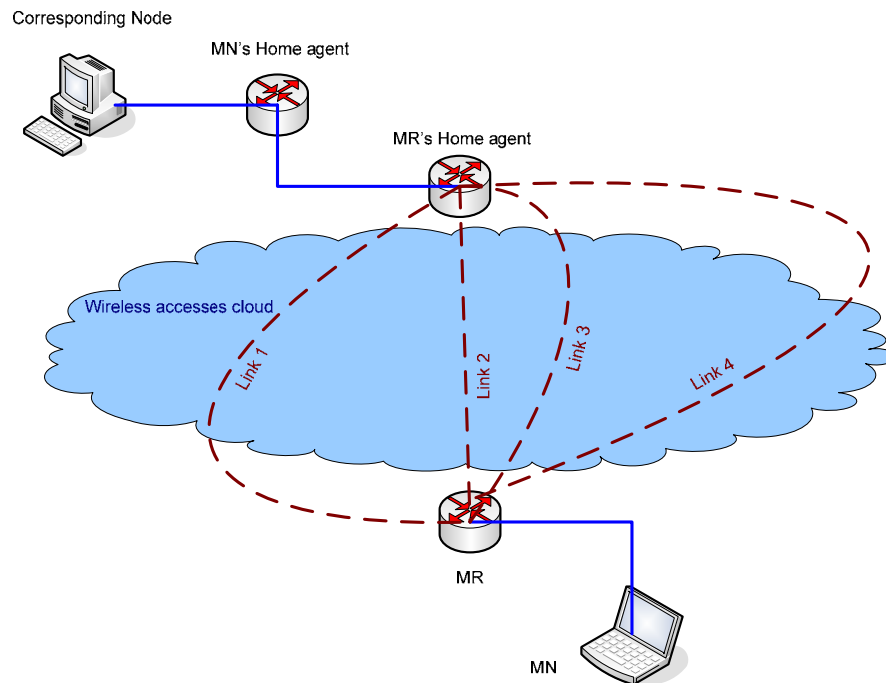 Corresponding Node
MN's Home agent
MR's Home agent
Wireless accesses cloud
Link 1
Link 2
Link 3
Link 4
MR
MN